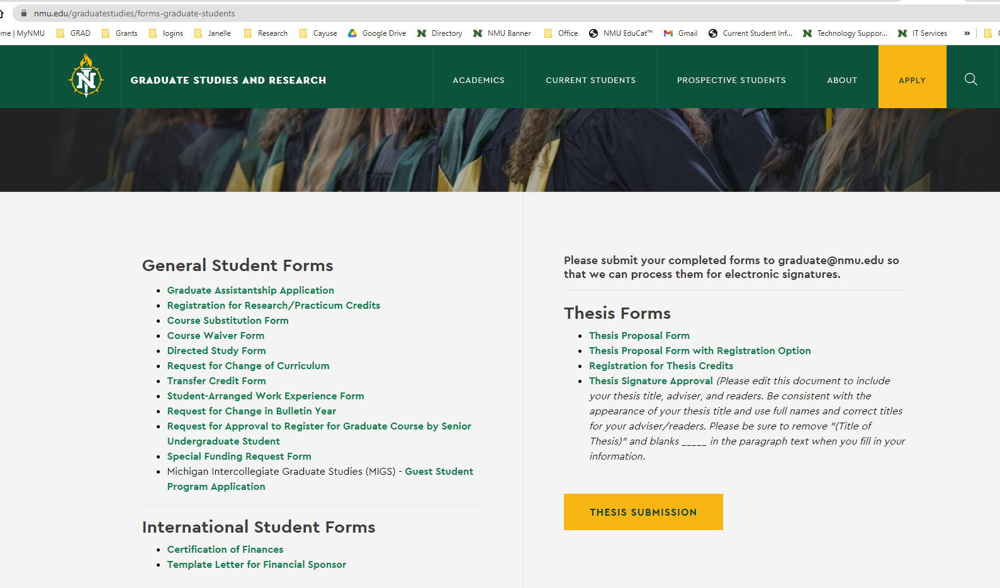 nmu.edu/graduatestudies/forms-graduate-students
me | MyNMU GRAD Grants logins Janelle Research Cayuse Google Drive Directory NMU Banner Office NMU EduCat™ Gmail Current Student Inf... Technology Suppor... IT Services »
N GRADUATE STUDIES AND RESEARCH ACADEMICS CURRENT STUDENTS PROSPECTIVE STUDENTS ABOUT APPLY
General Student Forms
• Graduate Assistantship Application
• Registration for Research/Practicum Credits
• Course Substitution Form
• Course Waiver Form
• Directed Study Form
• Request for Change of Curriculum
• Transfer Credit Form
• Student-Arranged Work Experience Form
• Request for Change in Bulletin Year
• Request for Approval to Register for Graduate Course by Senior
Undergraduate Student
• Special Funding Request Form
• Michigan Intercollegiate Graduate Studies (MIGS) - Guest Student
Program Application
International Student Forms
• Certification of Finances
• Template Letter for Financial Sponsor
Please submit your completed forms to graduate@nmu.edu so
that we can process them for electronic signatures.
Thesis Forms
• Thesis Proposal Form
• Thesis Proposal Form with Registration Option
• Registration for Thesis Credits
• Thesis Signature Approval (Please edit this document to include
your thesis title, adviser, and readers. Be consistent with the
appearance of your thesis title and use full names and correct titles
for your adviser/readers. Please be sure to remove "(Title of
Thesis)" and blanks _____ in the paragraph text when you fill in your
information.
THESIS SUBMISSION